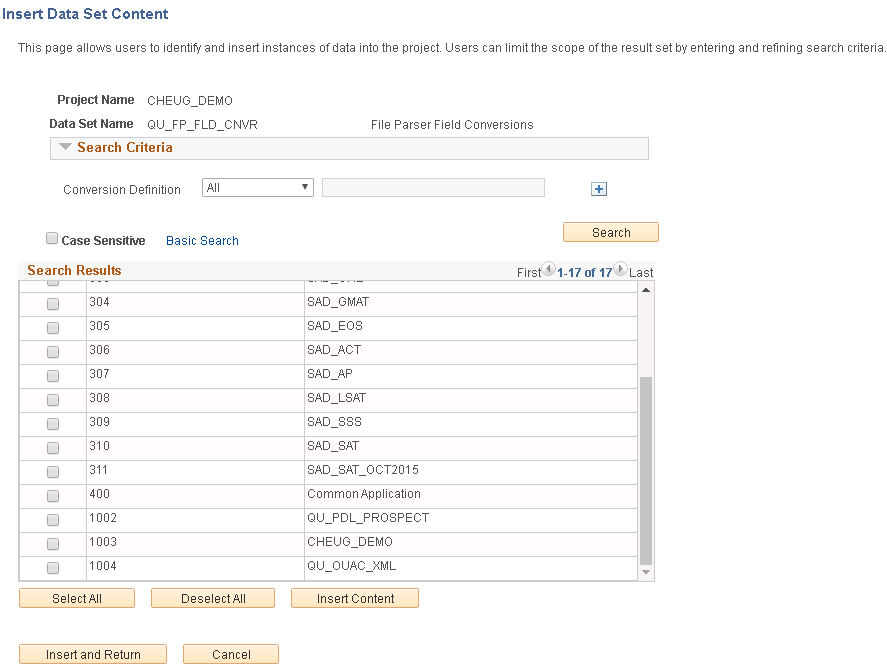 Insert Data Set Content
This page allows users to identify and insert instances of data into the project. Users can limit the scope of the result set by entering and refining search criteria.
Project Name CHEUG_DEMO
Data Set Name QU_FP_FLD_CNVR File Parser Field Conversions
Search Criteria
Conversion Definition All
Search
Case Sensitive Basic Search
Search Results First 1-17 of 17 Last
304 SAD_GMAT
305 SAD_EOS
306 SAD_ACT
307 SAD_AP
308 SAD_LSAT
309 SAD_SSS
310 SAD_SAT
311 SAD_SAT_OCT2015
400 Common Application
1002 QU_PDL_PROSPECT
1003 CHEUG_DEMO
1004 QU_OUAC_XML
Select All Deselect All Insert Content
Insert and Return Cancel